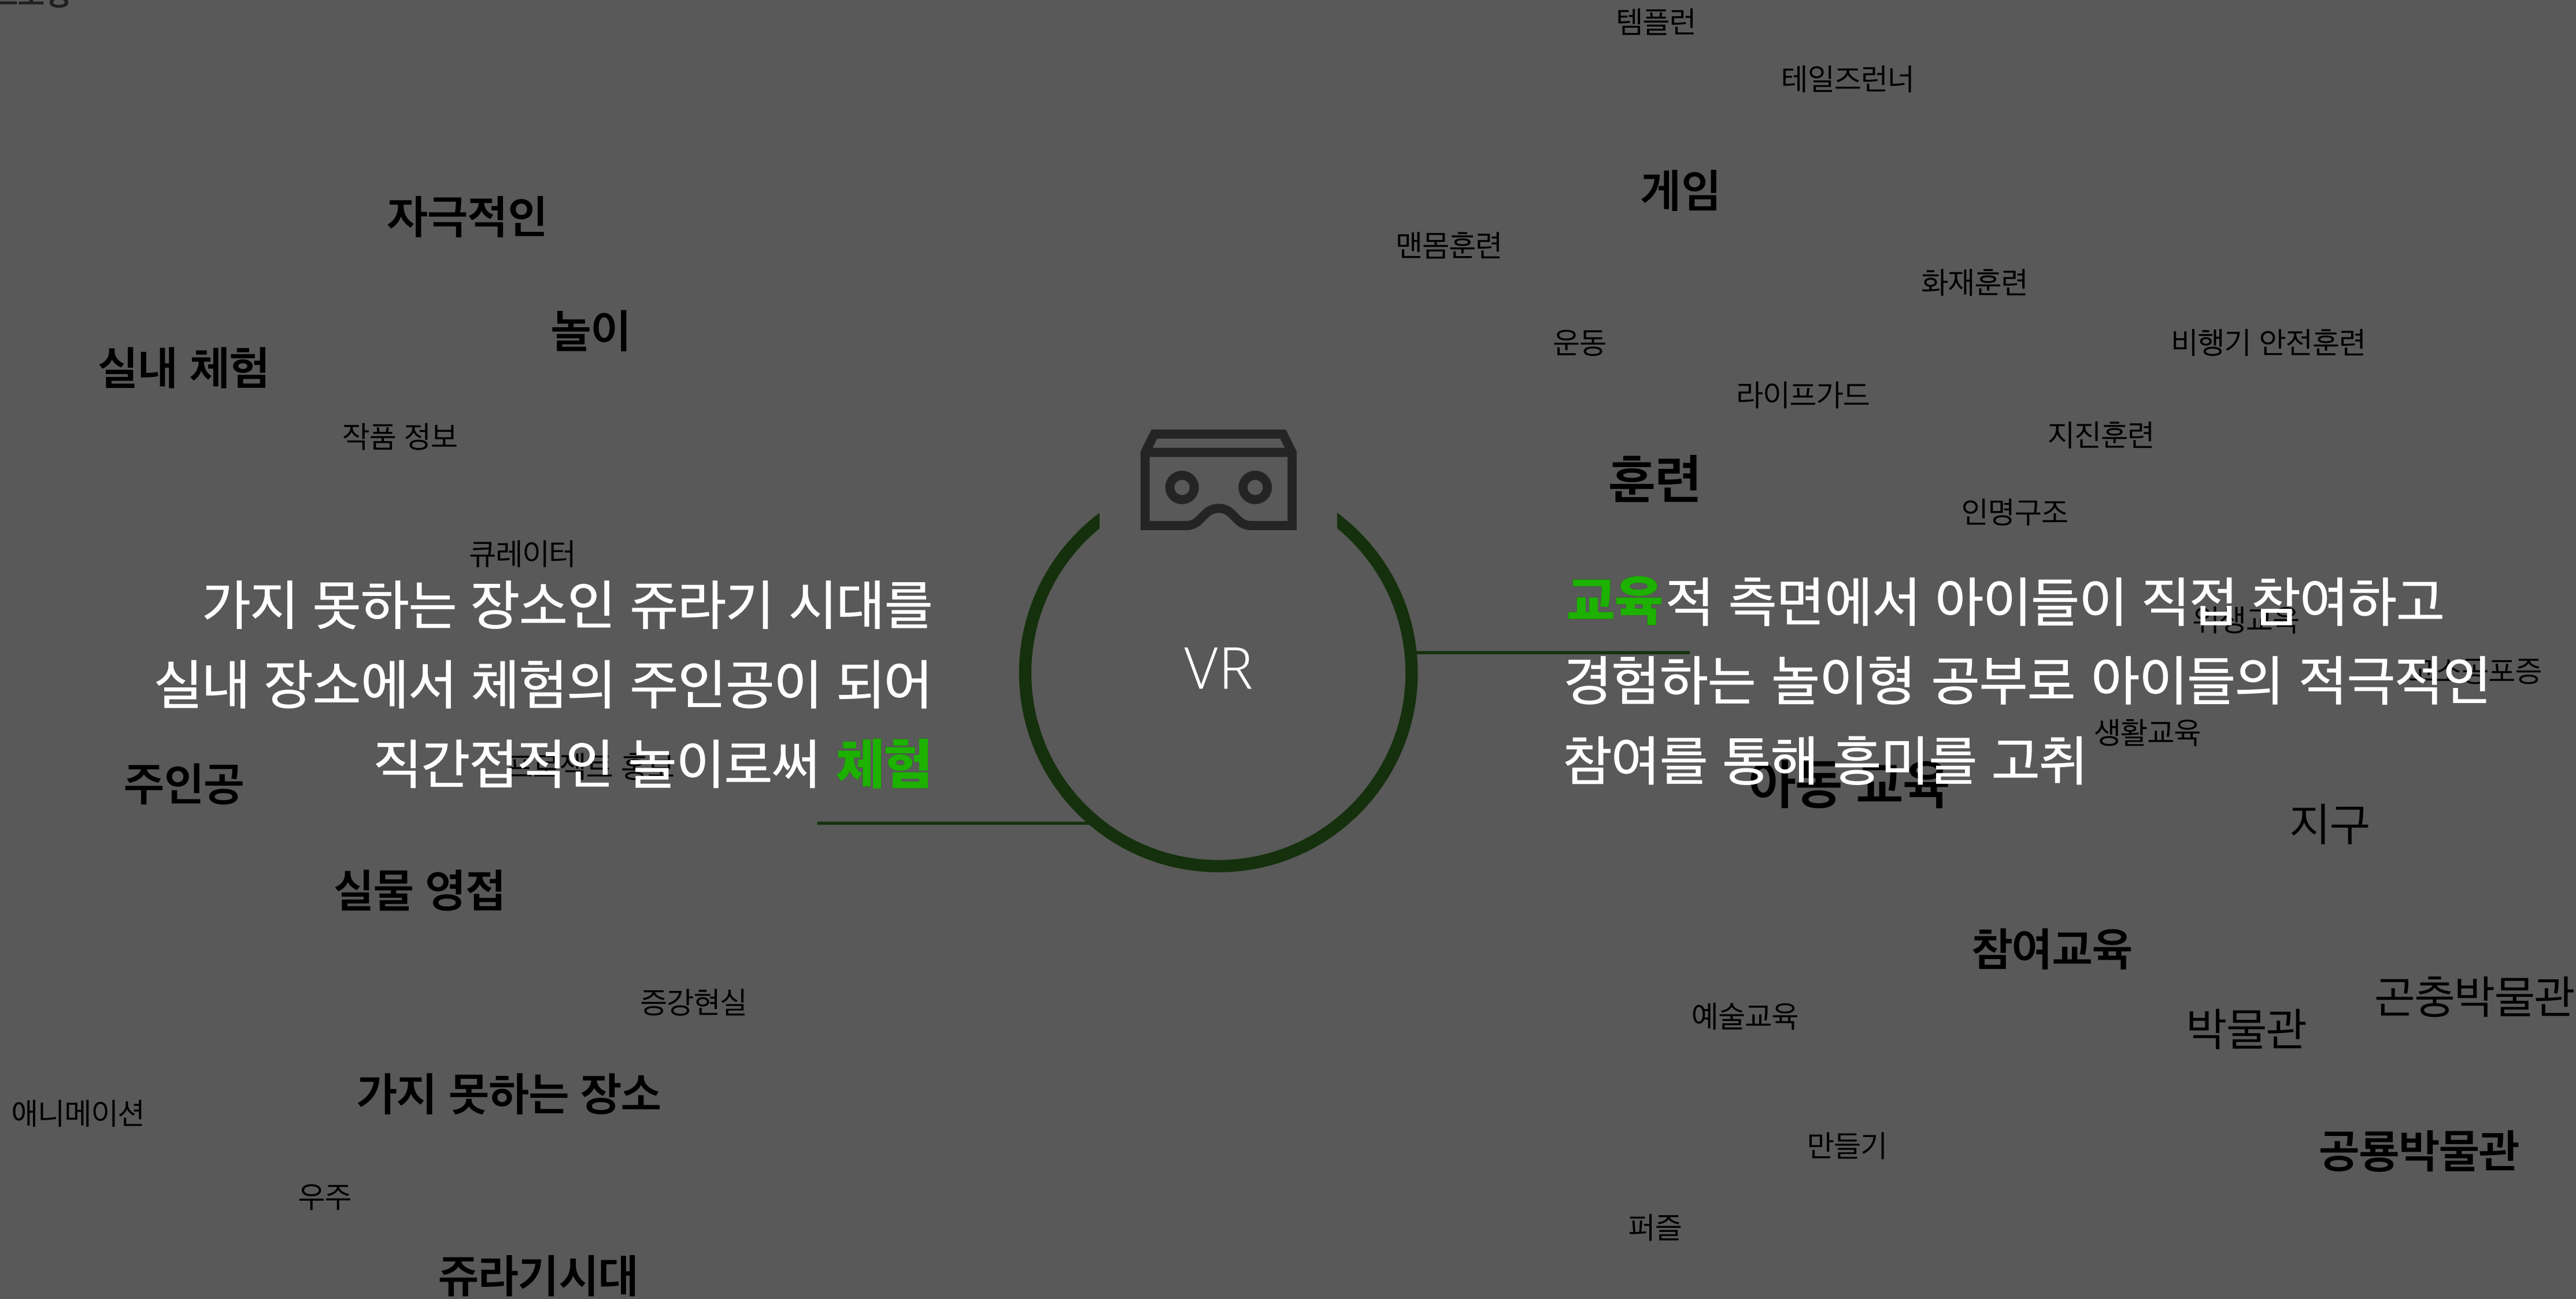 템플런
테일즈런너
게임
자극적인
맨몸훈련
화재훈련
놀이
운동
비행기 안전훈련
실내 체험
라이프가드
작품 정보
지진훈련
훈련
인명구조
큐레이터
가지 못하는 장소인 쥬라기 시대를
실내 장소에서 체험의 주인공이 되어
직간접적인 놀이로써 체험
VR
교육적 측면에서 아이들이 직접 참여하고
경험하는 놀이형 공부로 아이들의 적극적인
참여를 통해 흥미를 고취
위생교육
생활교육
아동 교육
주인공
지구
실물 영접
참여교육
증강현실
예술교육
곤충박물관
박물관
가지 못하는 장소
애니메이션
만들기
공룡박물관
우주
퍼즐
쥬라기시대